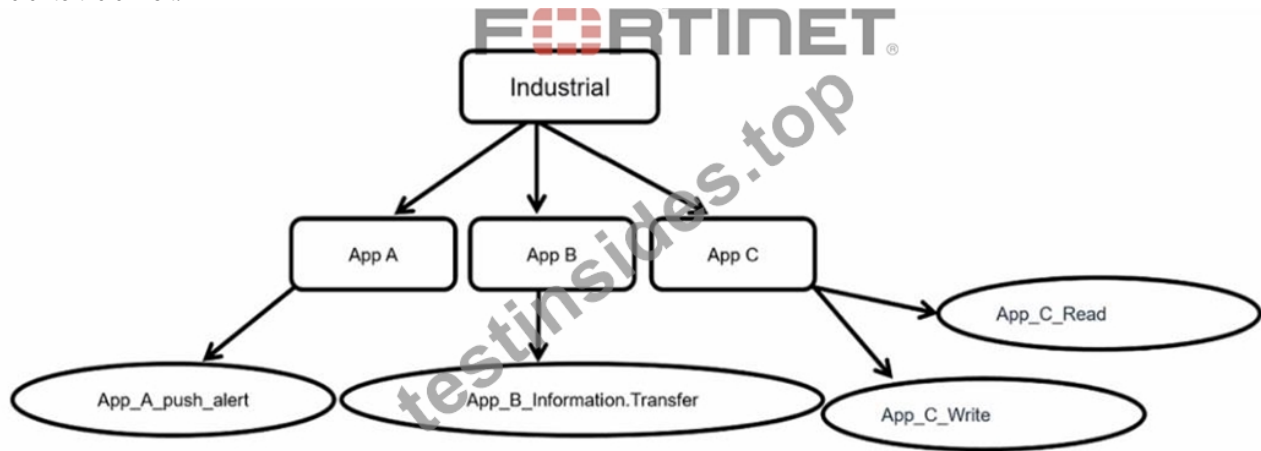 FORTINET®
Industrial
App A
App B
App C
App_C_Read
App_A_push_alert
App_B_Information.Transfer
App_C_Write
testinsides.top